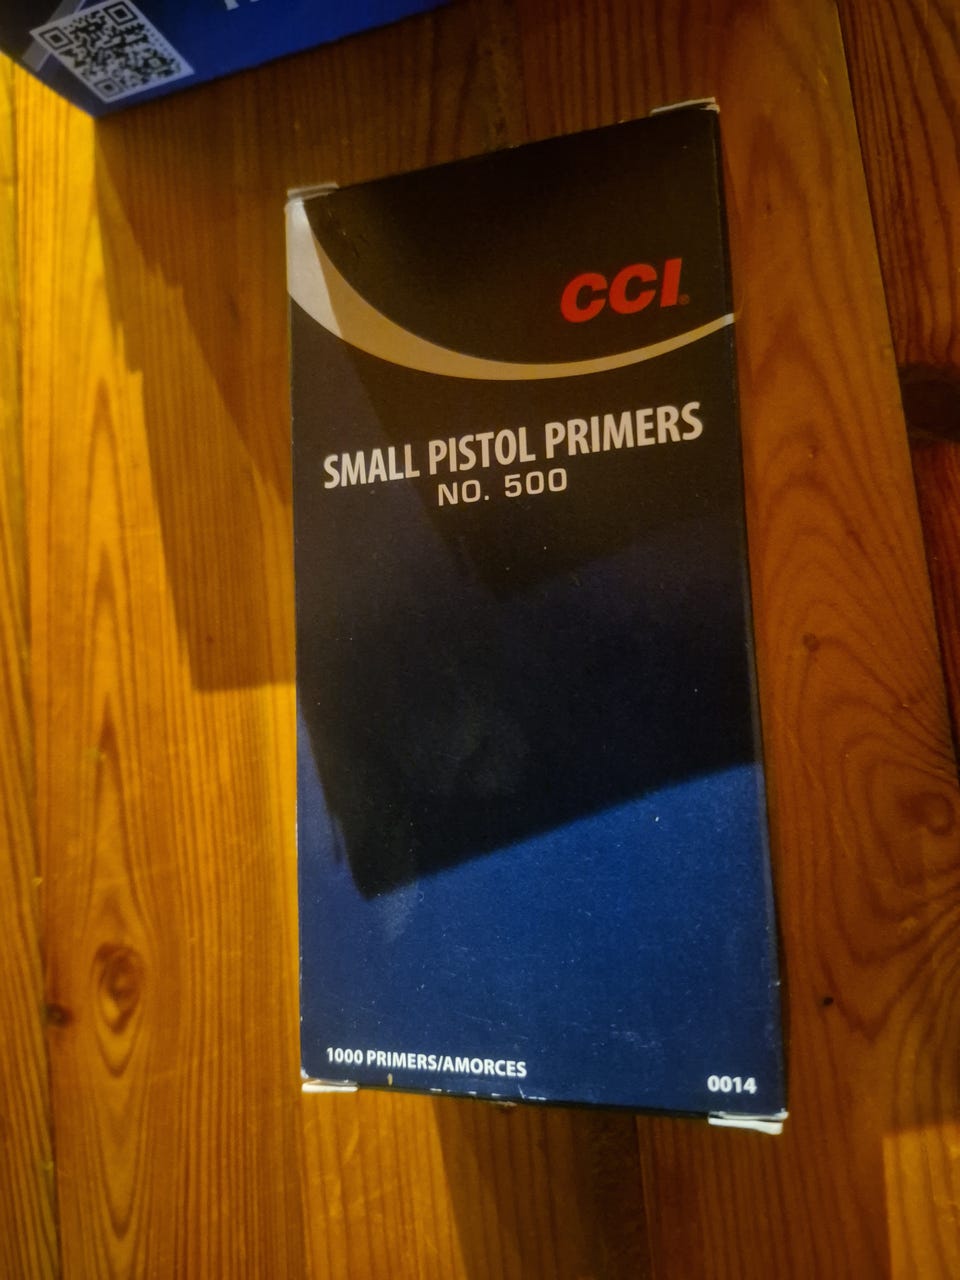 CCI®
SMALL PISTOL PRIMERS
NO. 500
1000 PRIMERS/AMORCES
0014